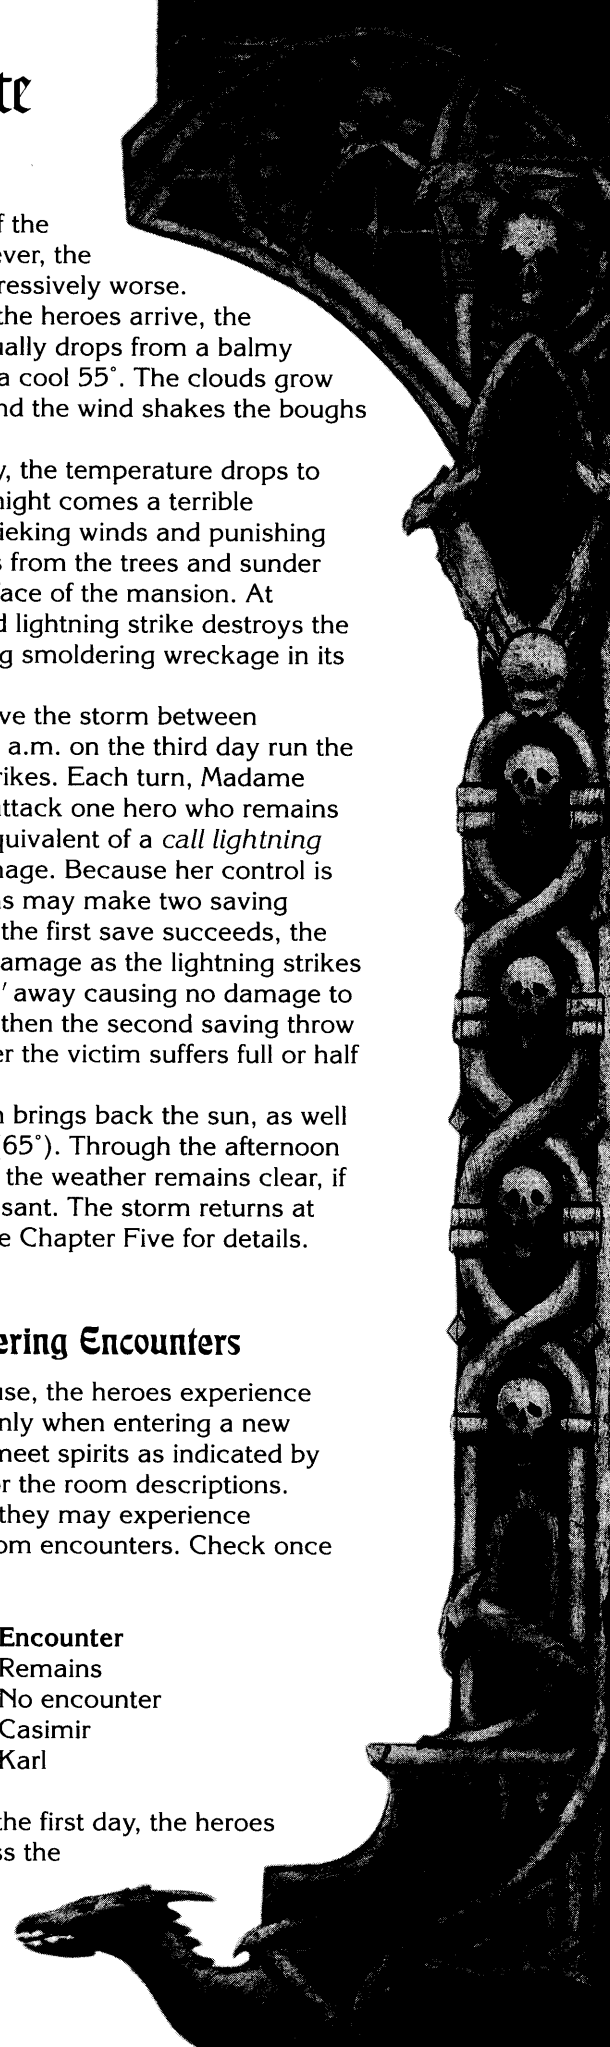 te
f the
ever, the
ressively worse.
the heroes arrive, the
ually drops from a balmy
a cool 55°. The clouds grow
nd the wind shakes the boughs
y, the temperature drops to
night comes a terrible
ieking winds and punishing
s from the trees and sunder
face of the mansion. At
d lightning strike destroys the
g smoldering wreckage in its
ve the storm between
a.m. on the third day run the
rikes. Each turn, Madame
attack one hero who remains
quivalent of a call lightning
nage. Because her control is
ns may make two saving
the first save succeeds, the
amage as the lightning strikes
' away causing no damage to
then the second saving throw
er the victim suffers full or half
n brings back the sun, as well
65°). Through the afternoon
the weather remains clear, if
sant. The storm returns at
e Chapter Five for details.
ering Encounters
use, the heroes experience
nly when entering a new
meet spirits as indicated by
or the room descriptions.
they may experience
om encounters. Check once
Encounter
Remains
No encounter
Casimir
Karl
the first day, the heroes
ss the